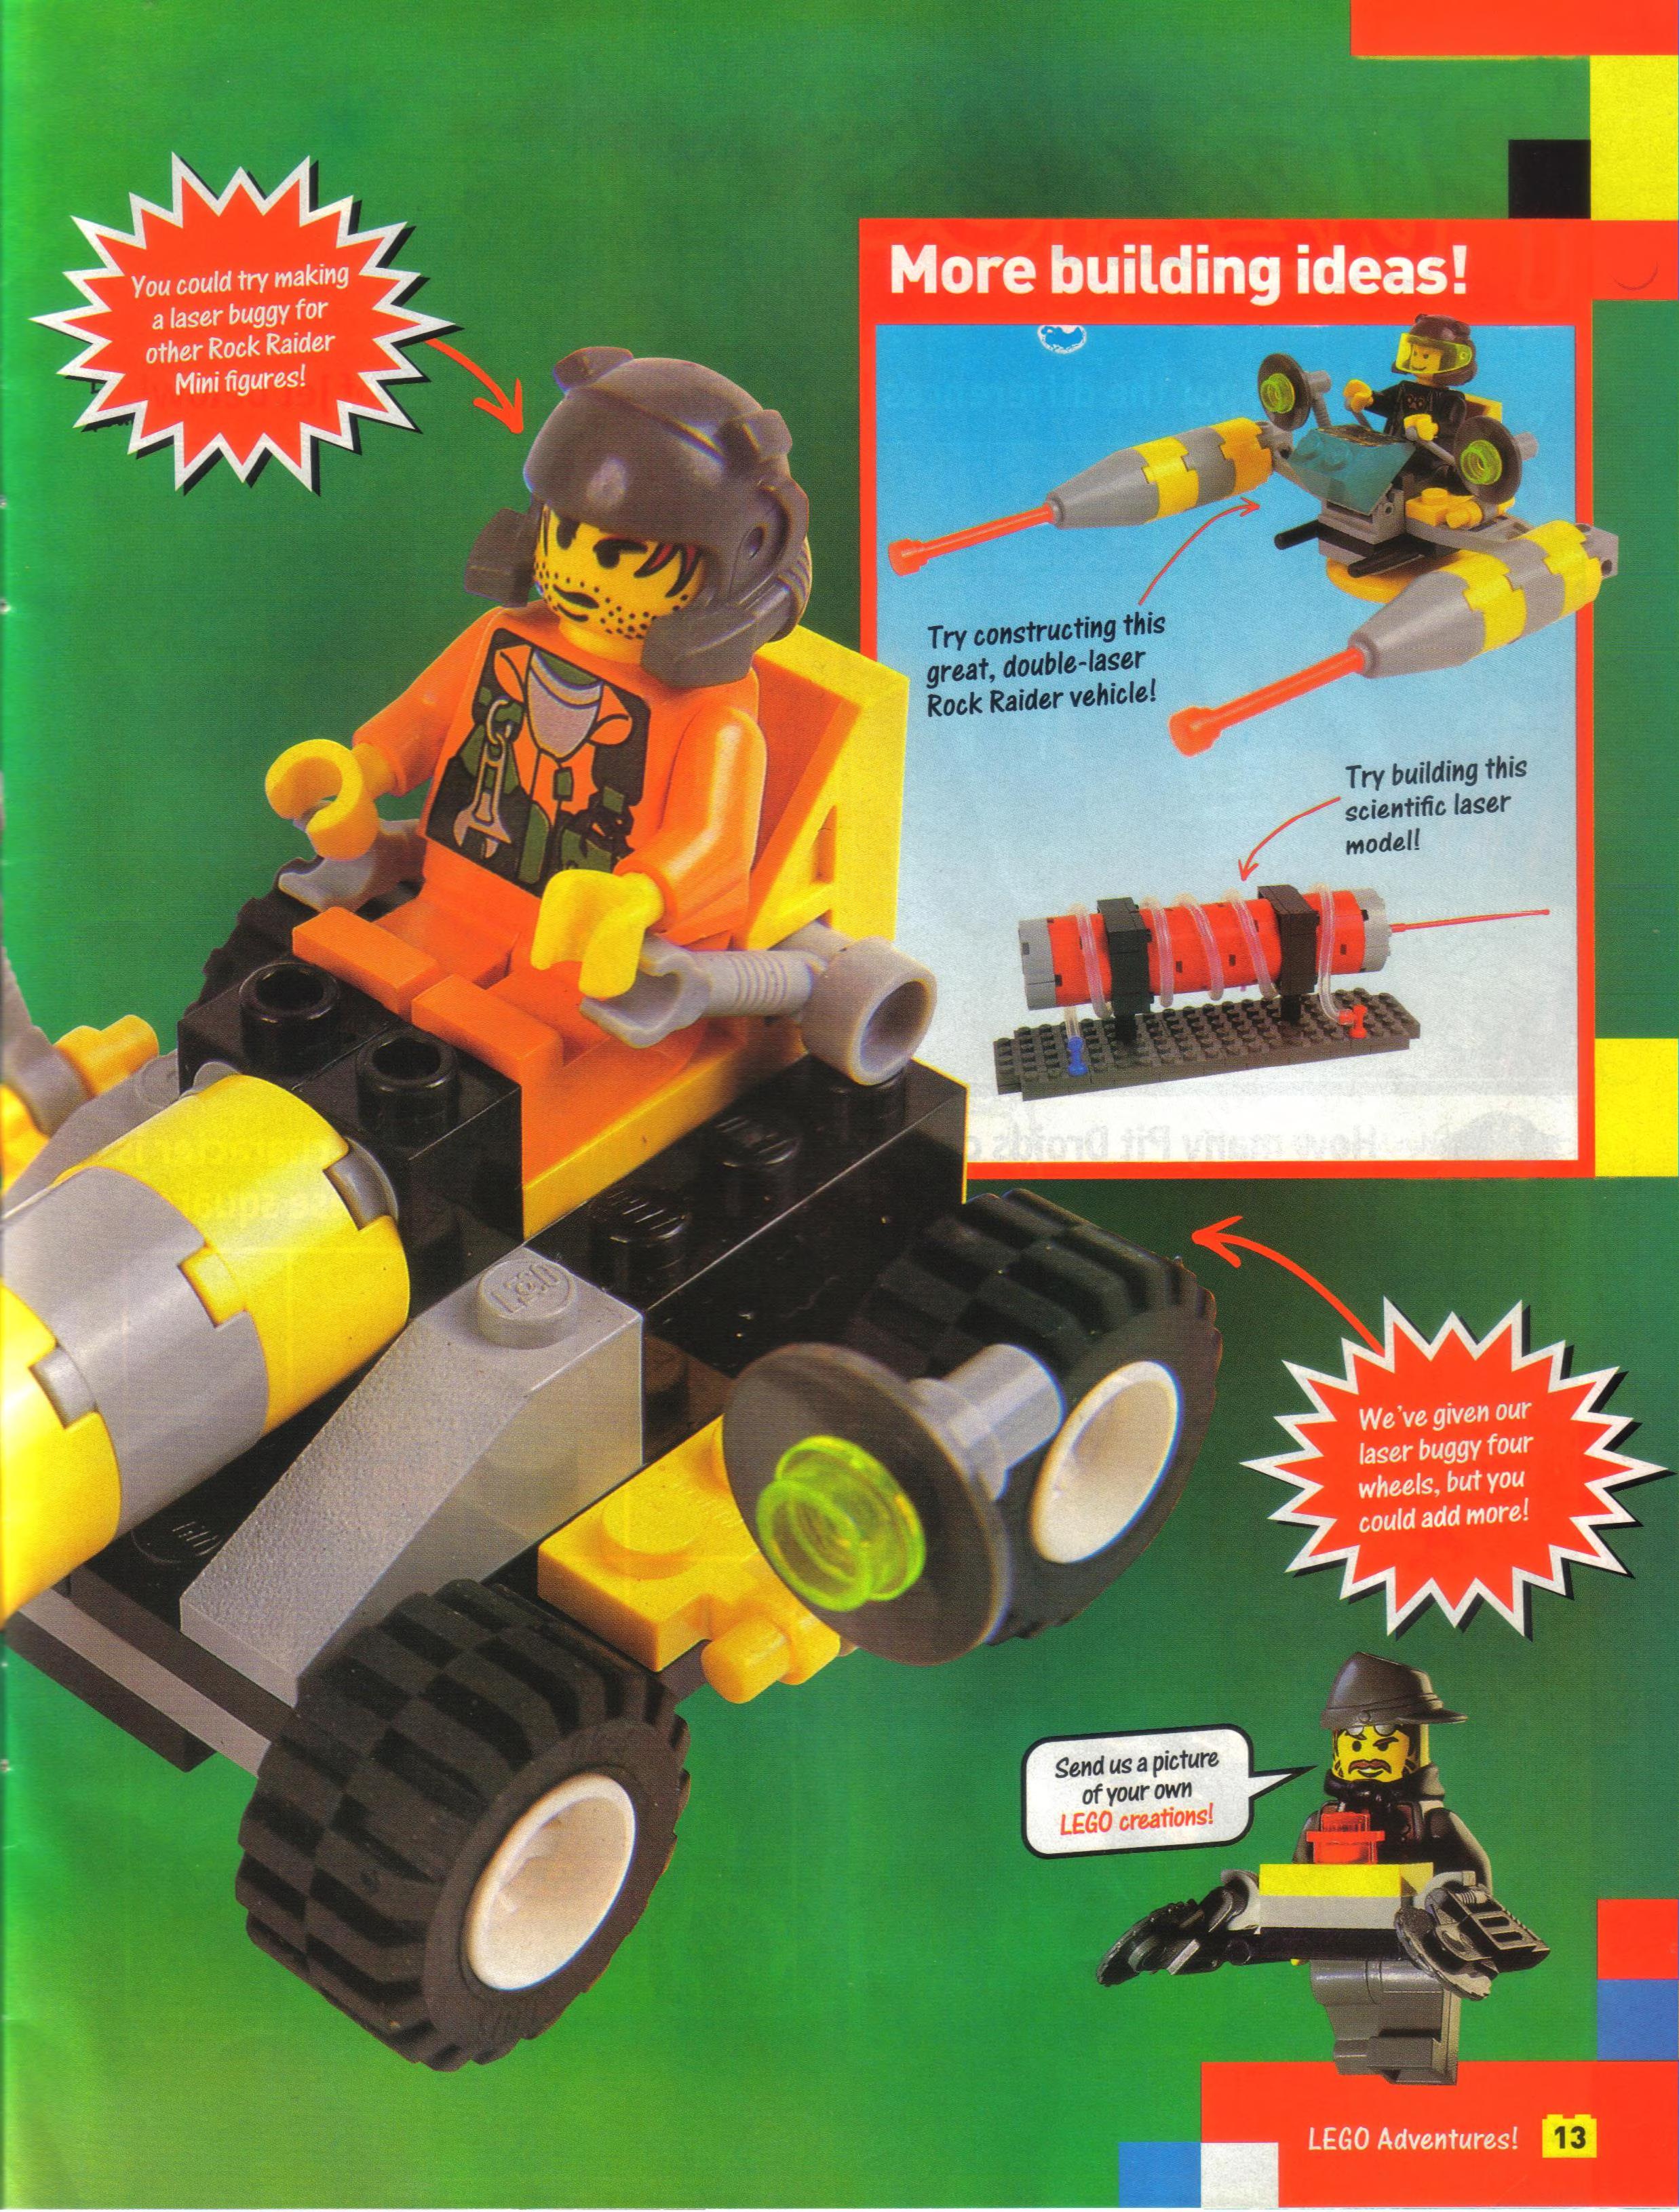 You could try making
a laser buggy for
other Rock Raider
Mini figures!
More building ideas!
Try constructing this
great, double-laser
Rock Raider vehicle!
Try building this
scientific laser
model!
LEGO
We've given our
laser buggy four
wheels, but you
could add more!
Send us a picture
of your own
LEGO creations!
LEGO Adventures! 13